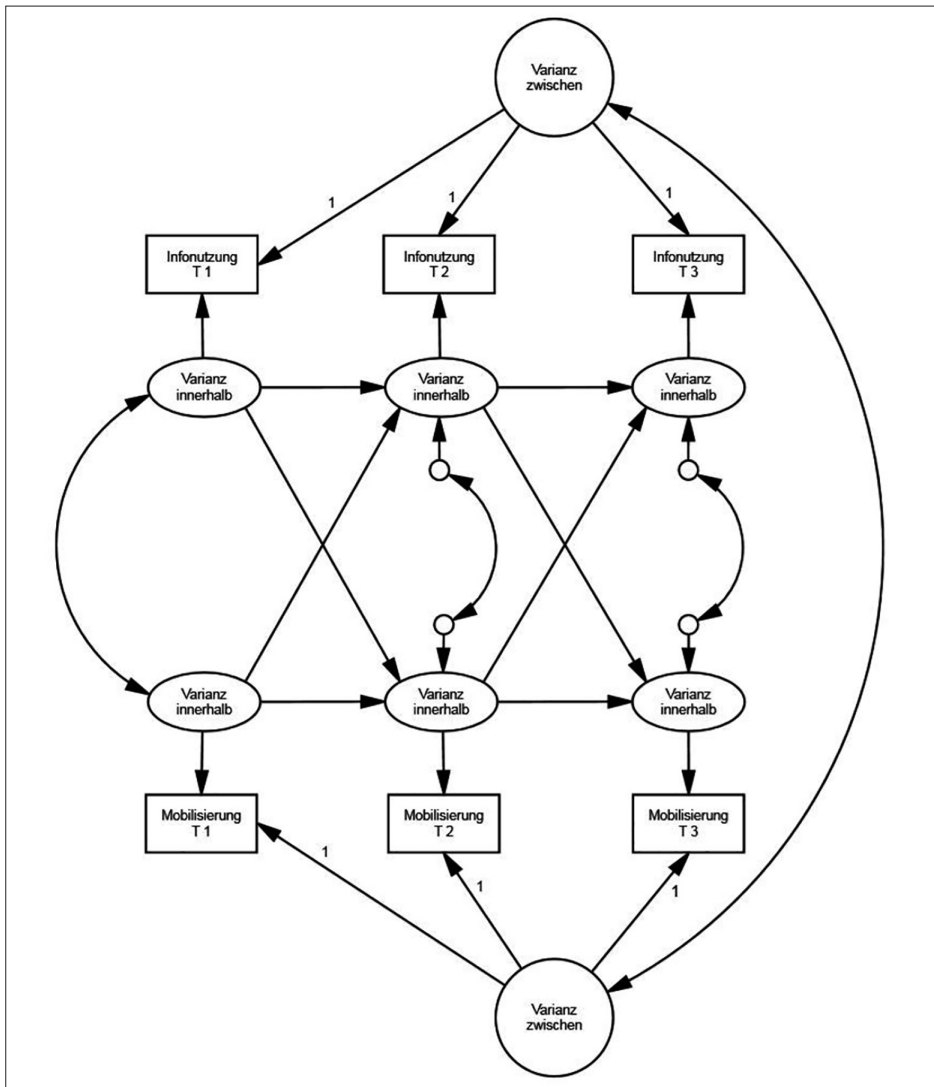 Varianz
zwischen
1
1
1
Infonutzung
T 1
Infonutzung
T 2
Infonutzung
T 3
Varianz
innerhalb
Varianz
innerhalb
Varianz
innerhalb
Varianz
innerhalb
Varianz
innerhalb
Varianz
innerhalb
Mobilisierung
T 1
Mobilisierung
T 2
Mobilisierung
T 3
1
1
1
Varianz
zwischen